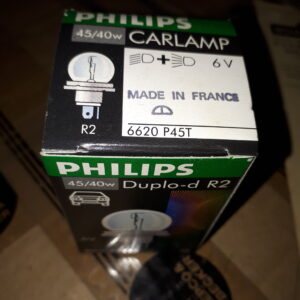 PHILIPS
45/40W CARLAMP
6V
MADE IN FRANCE
R2
6620 P45T
PHILIPS
45/40W Duplo-d R2